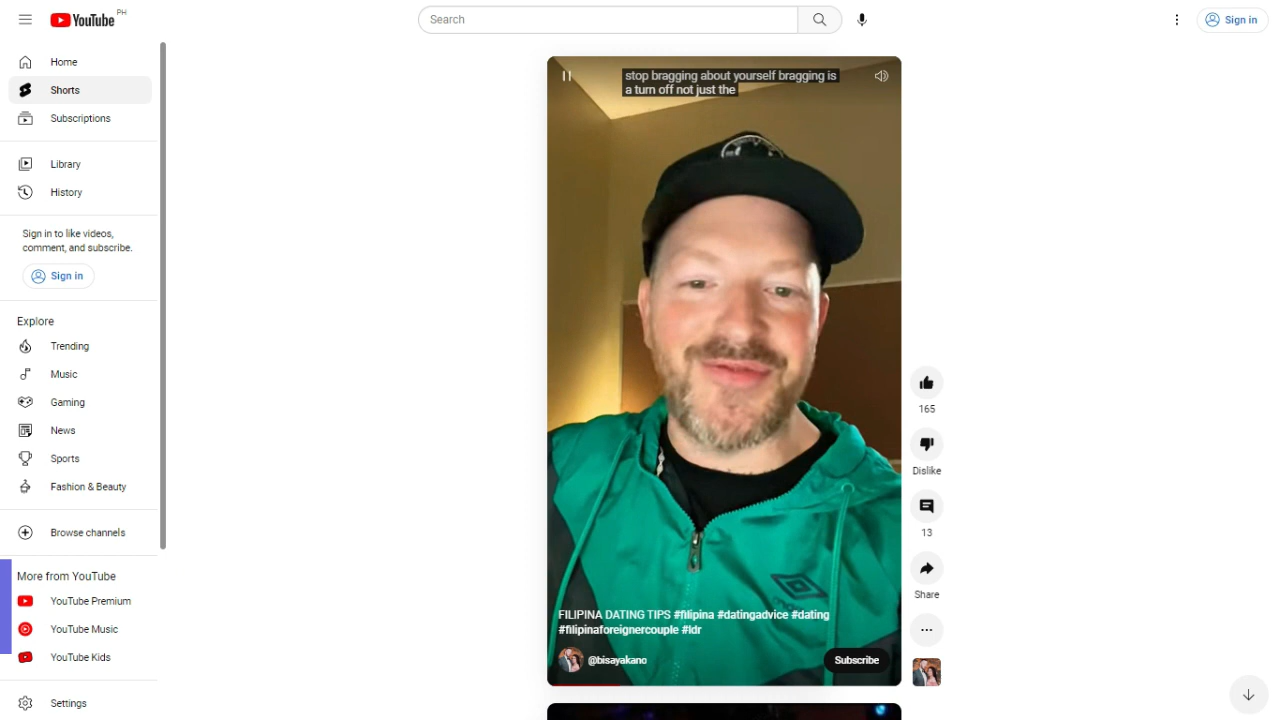 YouTube PH
Search
Sign in
Home
Shorts
Subscriptions
Library
History
Sign in to like videos,
comment, and subscribe.
Sign in
Explore
Trending
Music
Gaming
News
Sports
Fashion & Beauty
Browse channels
More from YouTube
YouTube Premium
YouTube Music
YouTube Kids
Settings
stop bragging about yourself bragging is
a turn off not just the
FILIPINA DATING TIPS #filipina #datingadvice #dating
#filipinaforeignercouple #ldr
@bisayakano
Subscribe
165
Dislike
13
Share